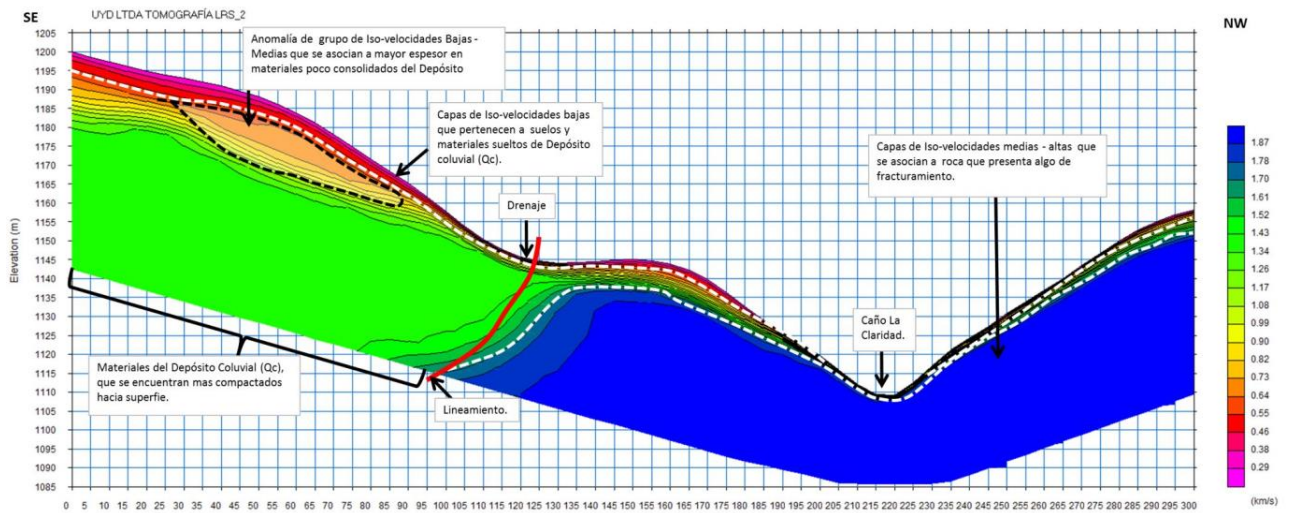 SE
UYD LTDA TOMOGRAFÍA LRS_2
NW
Anomalía de grupo de Iso-velocidades Bajas -
Medias que se asocian a mayor espesor en
materiales poco consolidados del Depósito
Capas de Iso-velocidades bajas
que pertenecen a suelos y
materiales sueltos de Depósito
coluvial (Qc).
Capas de Iso-velocidades medias - altas que
se asocian a roca que presenta algo de
fracturamiento.
Drenaje
Caño La
Claridad.
Materiales del Depósito Coluvial (Qc),
que se encuentran mas compactados
hacia superfie.
Lineamiento.
Elevation (m)
1205
1200
1195
1190
1185
1180
1175
1170
1165
1160
1155
1150
1145
1140
1135
1130
1125
1120
1115
1110
1105
1100
1095
1090
1085
0 5 10 15 20 25 30 35 40 45 50 55 60 65 70 75 80 85 90 95 100 105 110 115 120 125 130 135 140 145 150 155 160 165 170 175 180 185 190 195 200 205 210 215 220 225 230 235 240 245 250 255 260 265 270 275 280 285 290 295 300
1.87
1.78
1.70
1.61
1.52
1.43
1.34
1.26
1.17
1.08
0.99
0.90
0.82
0.73
0.64
0.55
0.46
0.38
0.29
(km/s)